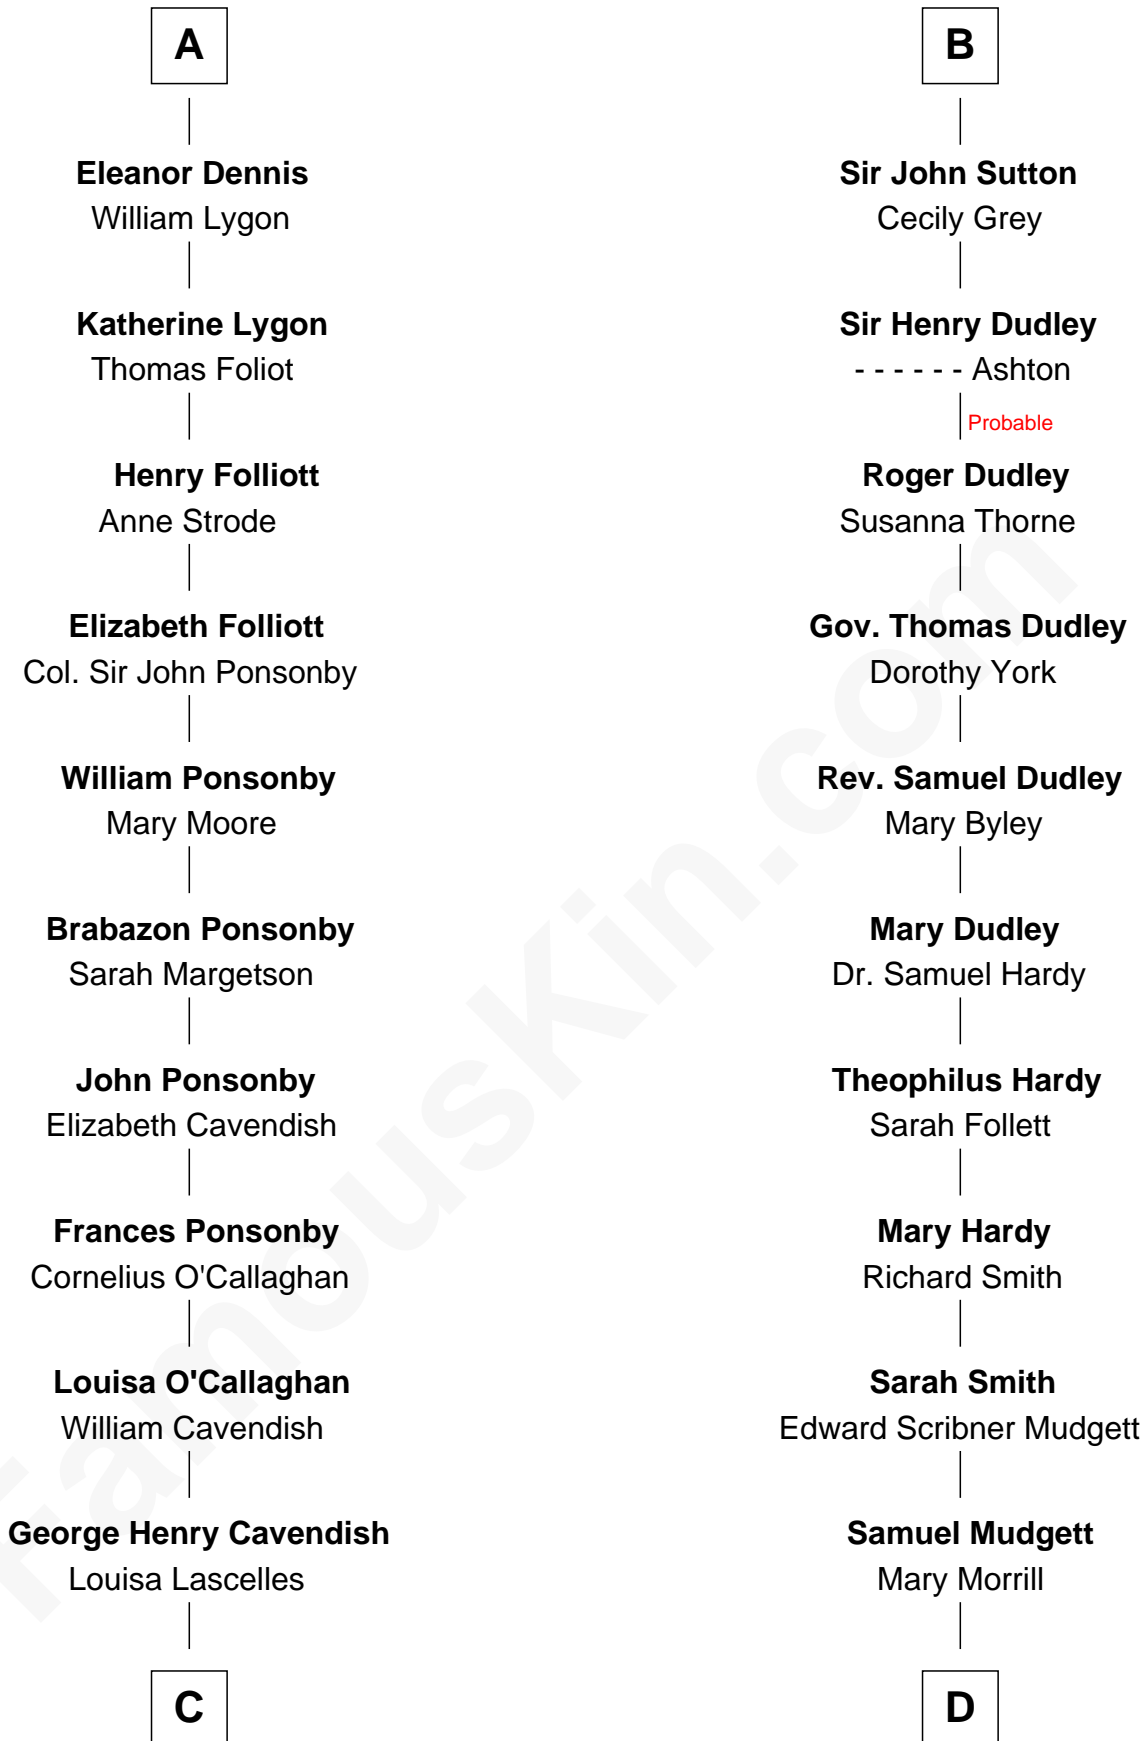 A
Eleanor Dennis
William Lygon
Katherine Lygon
Thomas Foliot
Henry Folliott
Anne Strode
Elizabeth Folliott
Col. Sir John Ponsonby
William Ponsonby
Mary Moore
Brabazon Ponsonby
Sarah Margetson
John Ponsonby
Elizabeth Cavendish
Frances Ponsonby
Cornelius O'Callaghan
Louisa O'Callaghan
William Cavendish
George Henry Cavendish
Louisa Lascelles
C
B
Sir John Sutton
Cecily Grey
Sir Henry Dudley
- - - - - - Ashton
Probable
Roger Dudley
Susanna Thorne
Gov. Thomas Dudley
Dorothy York
Rev. Samuel Dudley
Mary Byley
Mary Dudley
Dr. Samuel Hardy
Theophilus Hardy
Sarah Follett
Mary Hardy
Richard Smith
Sarah Smith
Edward Scribner Mudgett
Samuel Mudgett
Mary Morrill
D
FamousKin.com